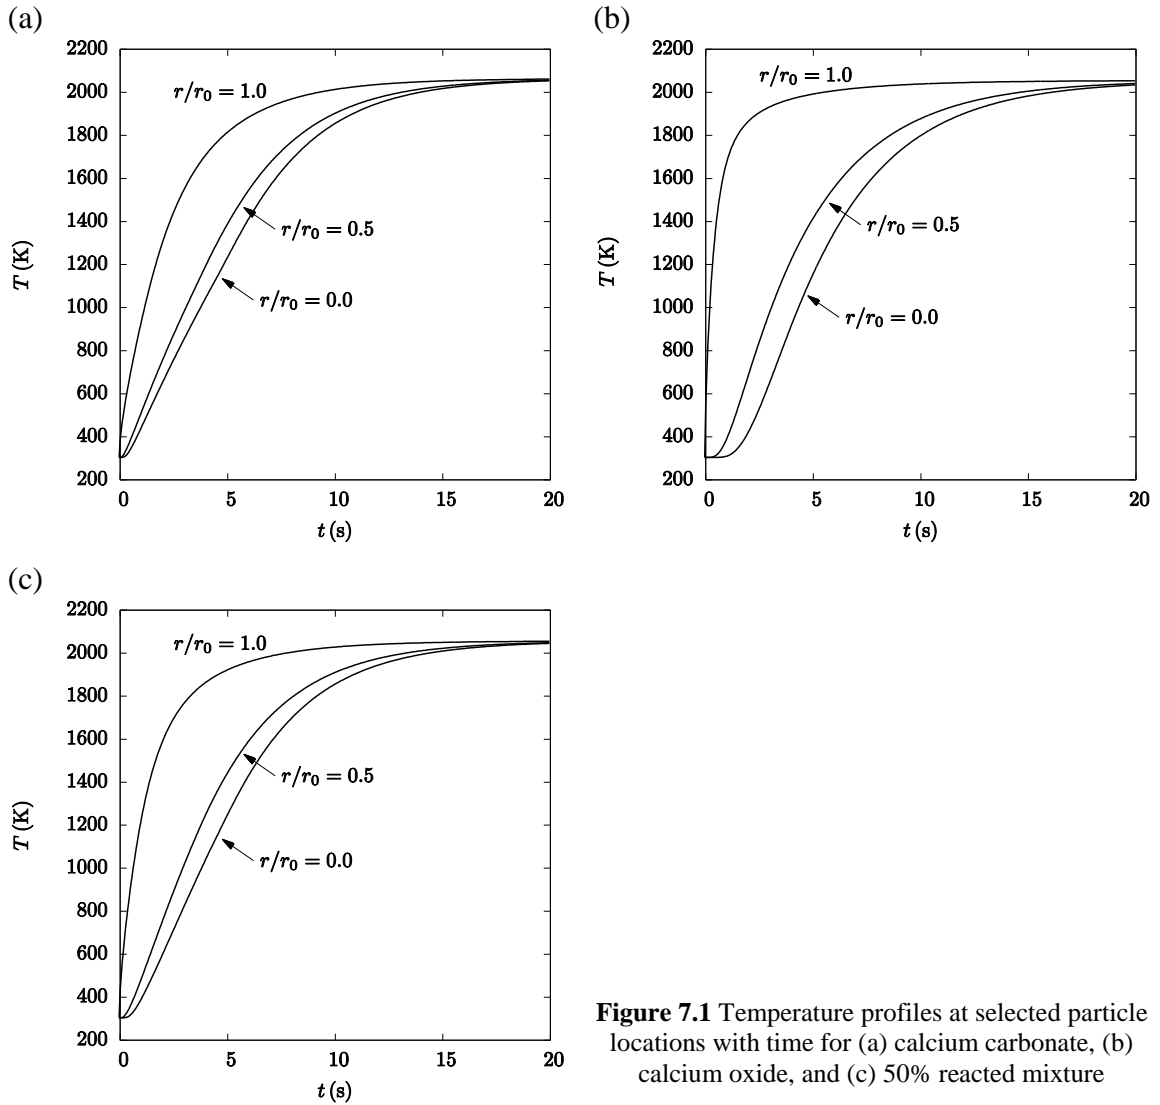 (a)
2200
2000
1800
1600
1400
1200
1000
800
600
400
200
0
5
10
15
20
T (K)
t (s)
r/r₀ = 1.0
r/r₀ = 0.5
r/r₀ = 0.0
(b)
2200
2000
1800
1600
1400
1200
1000
800
600
400
200
0
5
10
15
20
T (K)
t (s)
r/r₀ = 1.0
r/r₀ = 0.5
r/r₀ = 0.0
(c)
2200
2000
1800
1600
1400
1200
1000
800
600
400
200
0
5
10
15
20
T (K)
t (s)
r/r₀ = 1.0
r/r₀ = 0.5
r/r₀ = 0.0
Figure 7.1 Temperature profiles at selected particle
locations with time for (a) calcium carbonate, (b)
calcium oxide, and (c) 50% reacted mixture